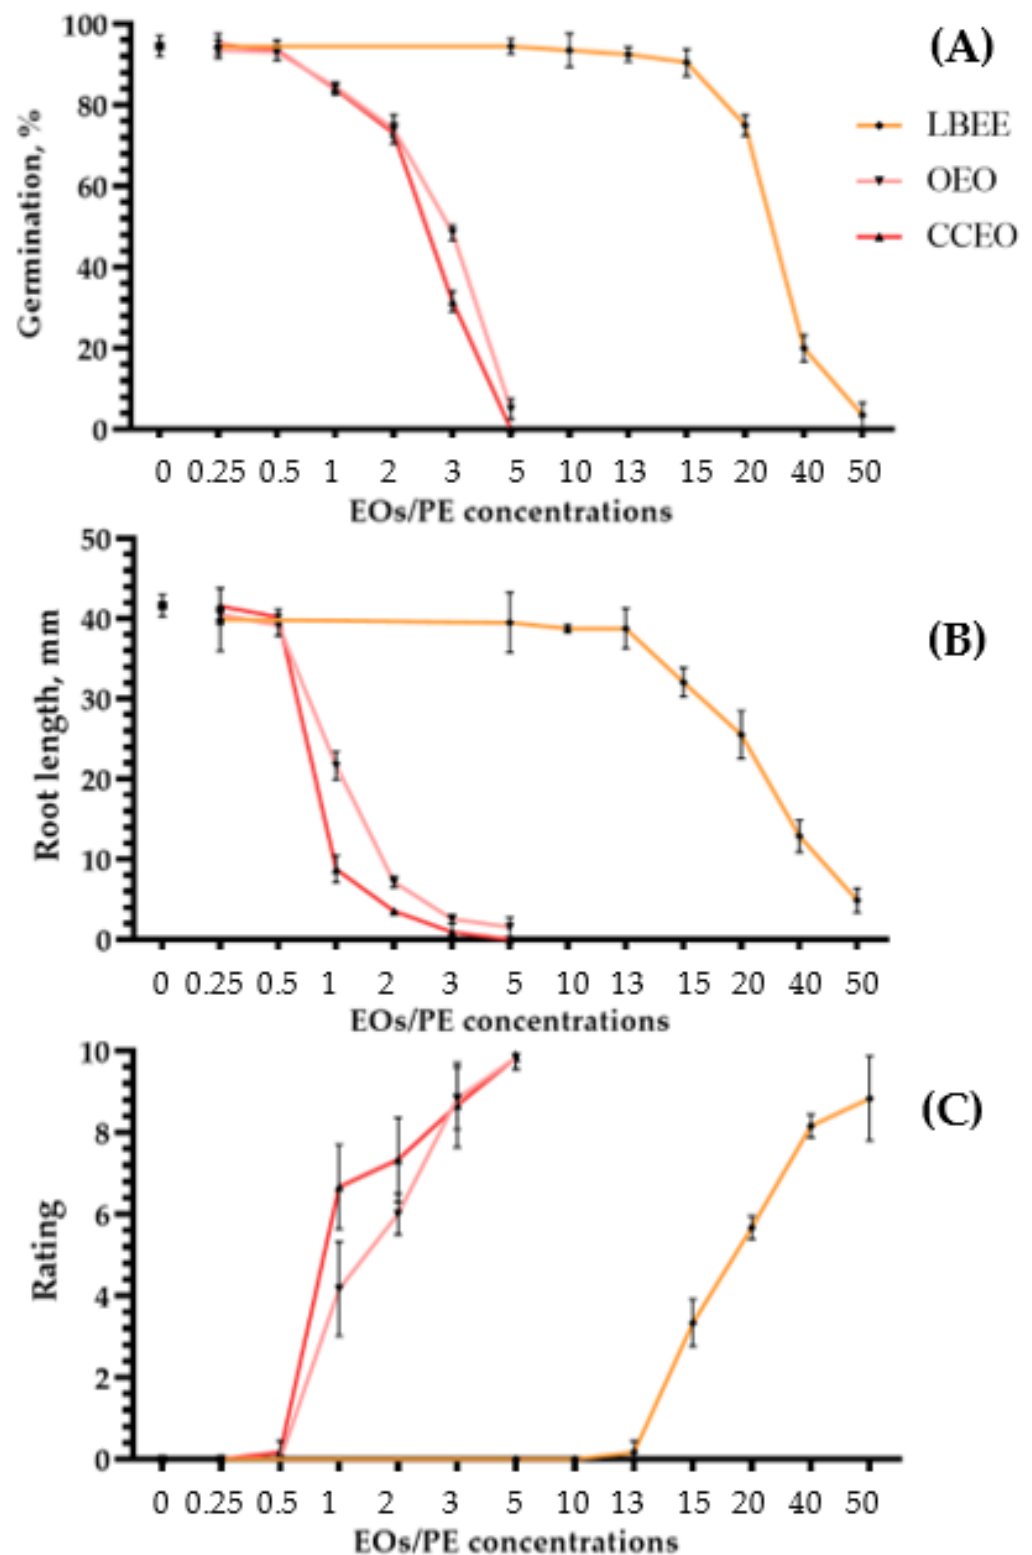 (A)
100
80
60
40
20
0
Germination, %
LBEE
OEO
CCEO
0 0.25 0.5 1 2 3 5 10 13 15 20 40 50
EOs/PE concentrations
(B)
50
40
30
20
10
0
Root length, mm
0 0.25 0.5 1 2 3 5 10 13 15 20 40 50
EOs/PE concentrations
(C)
10
8
6
4
2
0
Rating
0 0.25 0.5 1 2 3 5 10 13 15 20 40 50
EOs/PE concentrations